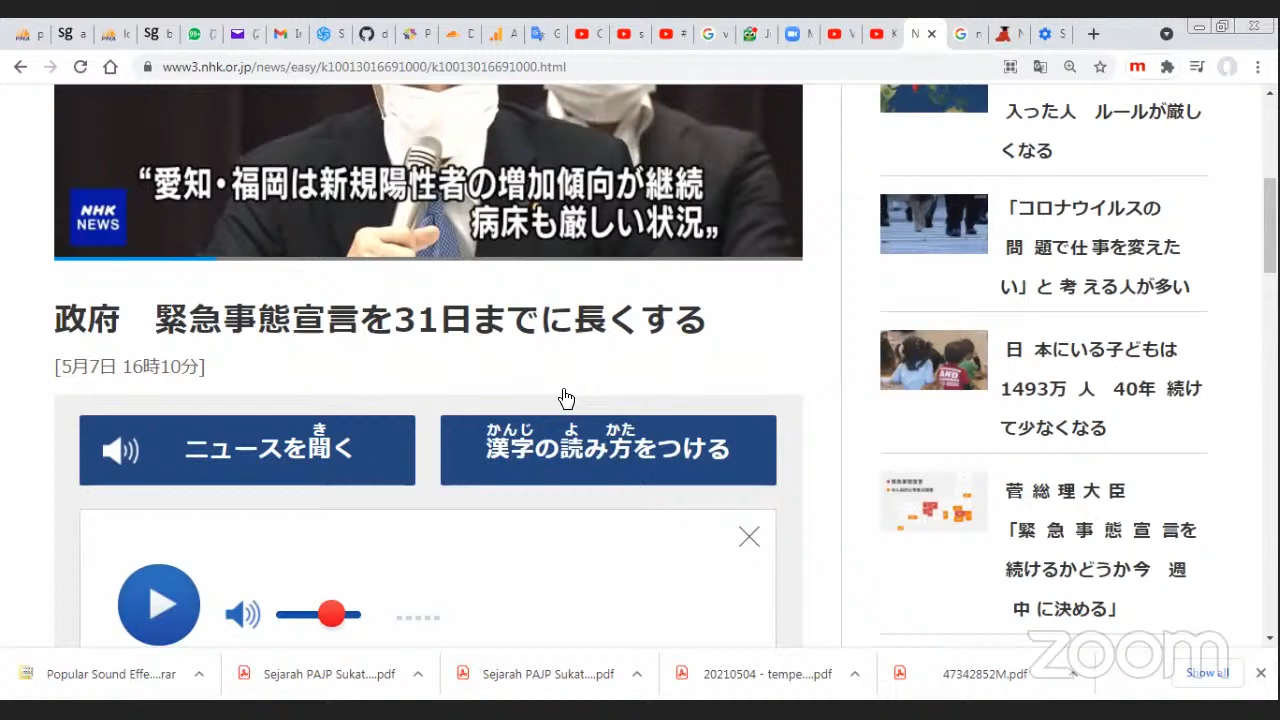 p
Sg a
k
Sg b
S
D
A
G
C
s
#
v
J
V
K
N
n
S
www3.nhk.or.jp/news/easy/k10013016691000/k10013016691000.html
m
“愛知・福岡は新規陽性者の増加傾向が継続
病床も厳しい状況„
NHK
NEWS
政府　緊急事態宣言を31日までに長くする
[5月7日 16時10分]
ニュースを聞く
き
漢字の読み方をつける
かんじ よ かた
入った人　ルールが厳し
くなる
「コロナウイルスの
問 題で仕 事を変えた
い」と 考 える人が多い
日 本にいる子どもは
1493万 人　40年 続け
て少なくなる
菅 総 理 大 臣
「緊 急 事 態 宣 言を
続けるかどうか今　週
中 に決める」
zoom
Popular Sound Effe....rar
Sejarah PAJP Sukat....pdf
Sejarah PAJP Sukat....pdf
20210504 - tempe....pdf
47342852M.pdf
Show all